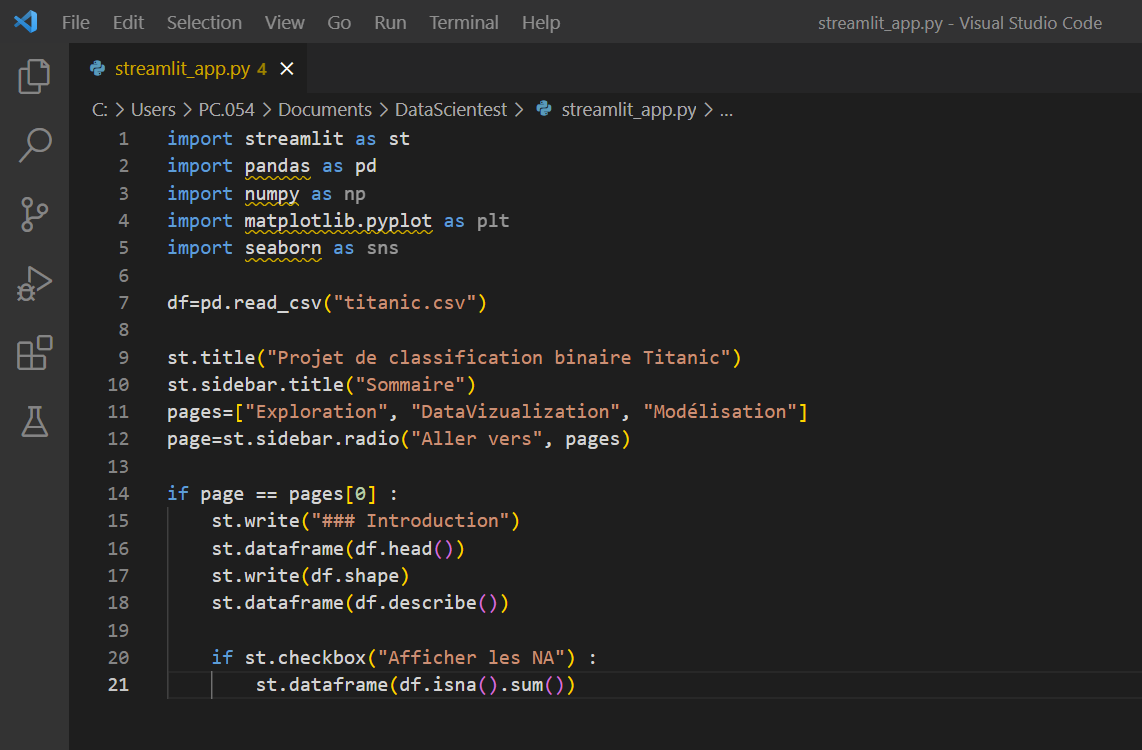 File Edit Selection View Go Run Terminal Help streamlit_app.py - Visual Studio Code
streamlit_app.py 4
C: > Users > PC.054 > Documents > DataScientest > streamlit_app.py > ...
1 import streamlit as st
2 import pandas as pd
3 import numpy as np
4 import matplotlib.pyplot as plt
5 import seaborn as sns
6
7 df=pd.read_csv("titanic.csv")
8
9 st.title("Projet de classification binaire Titanic")
10 st.sidebar.title("Sommaire")
11 pages=["Exploration", "DataVizualization", "Modélisation"]
12 page=st.sidebar.radio("Aller vers", pages)
13
14 if page == pages[0] :
15     st.write("### Introduction")
16     st.dataframe(df.head())
17     st.write(df.shape)
18     st.dataframe(df.describe())
19
20     if st.checkbox("Afficher les NA") :
21         st.dataframe(df.isna().sum())